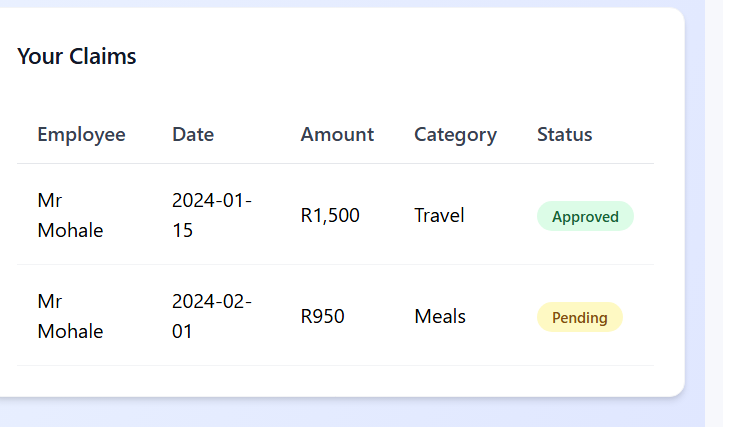 Your Claims
Employee Date Amount Category Status
Mr Mohale 2024-01-15 R1,500 Travel Approved
Mr Mohale 2024-02-01 R950 Meals Pending